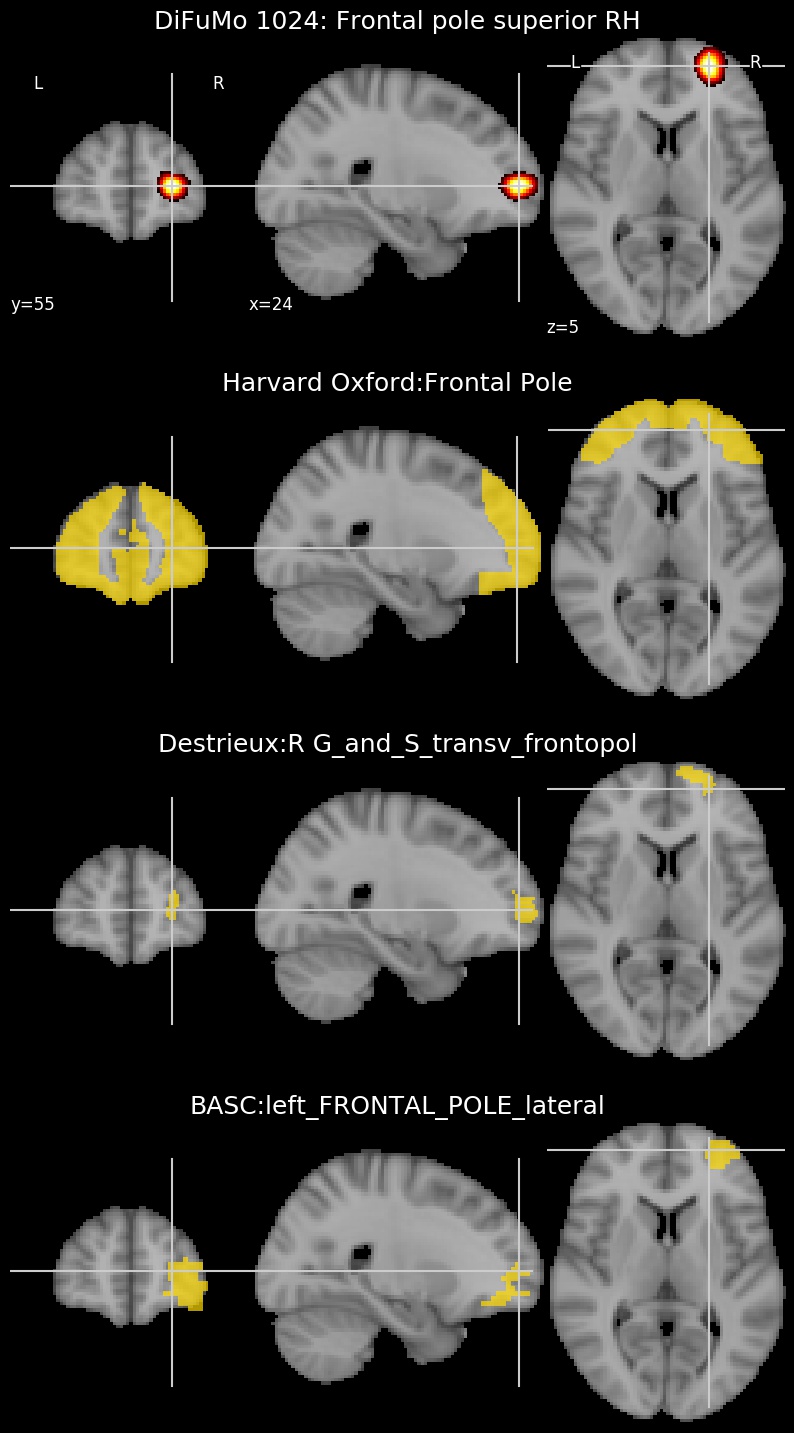 DiFuMo 1024: Frontal pole superior RH
L R
L R
y=55 x=24 z=5
Harvard Oxford:Frontal Pole
Destrieux:R G_and_S_transv_frontopol
BASC:left_FRONTAL_POLE_lateral